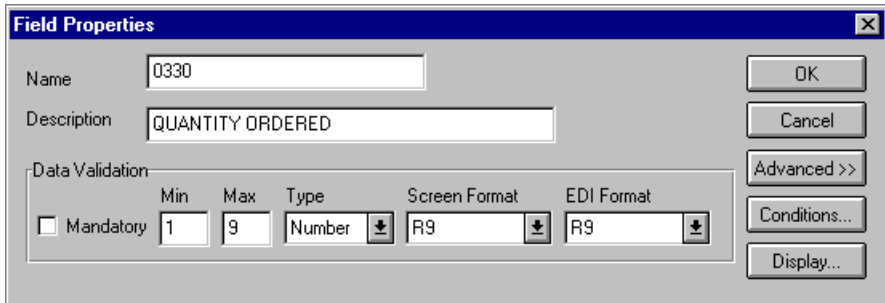 Field Properties
Name 0330 OK
Description QUANTITY ORDERED Cancel
Data Validation Advanced >>
Min Max Type Screen Format EDI Format
Mandatory 1 9 Number R9 R9 Conditions...
Display...